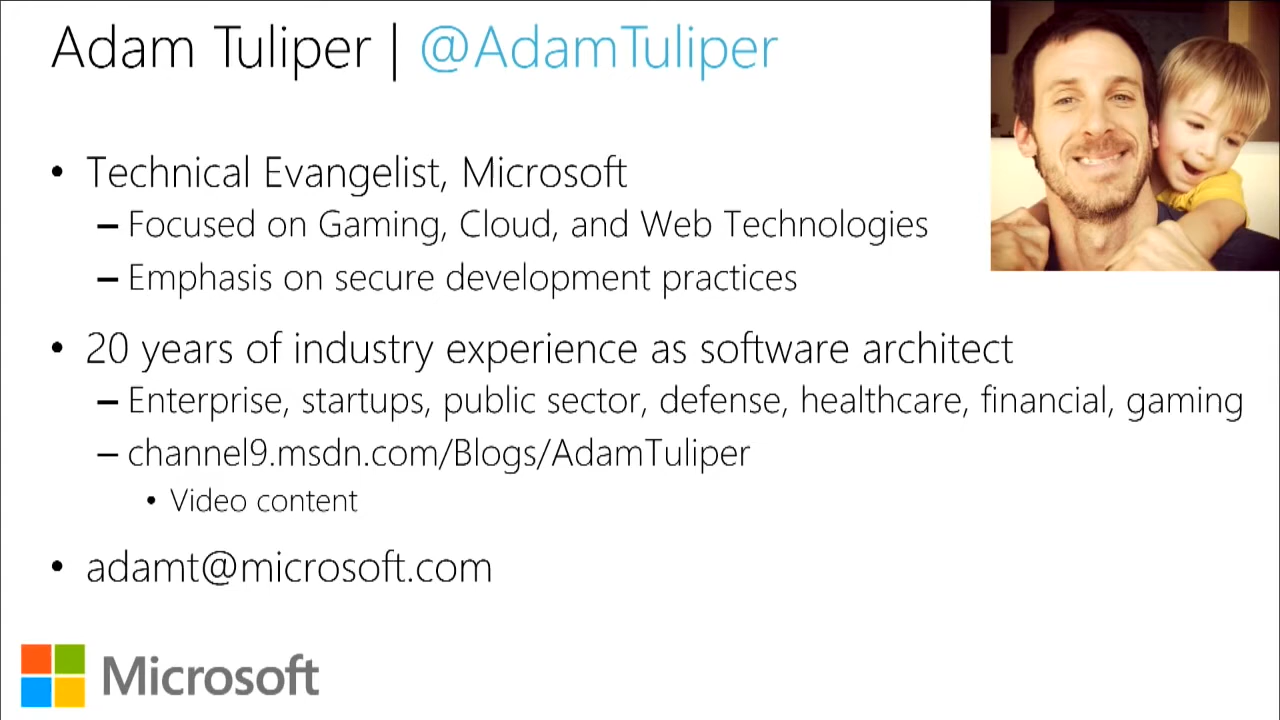 Adam Tuliper | @AdamTuliper
• Technical Evangelist, Microsoft
– Focused on Gaming, Cloud, and Web Technologies
– Emphasis on secure development practices
• 20 years of industry experience as software architect
– Enterprise, startups, public sector, defense, healthcare, financial, gaming
– channel9.msdn.com/Blogs/AdamTuliper
• Video content
• adamt@microsoft.com
Microsoft